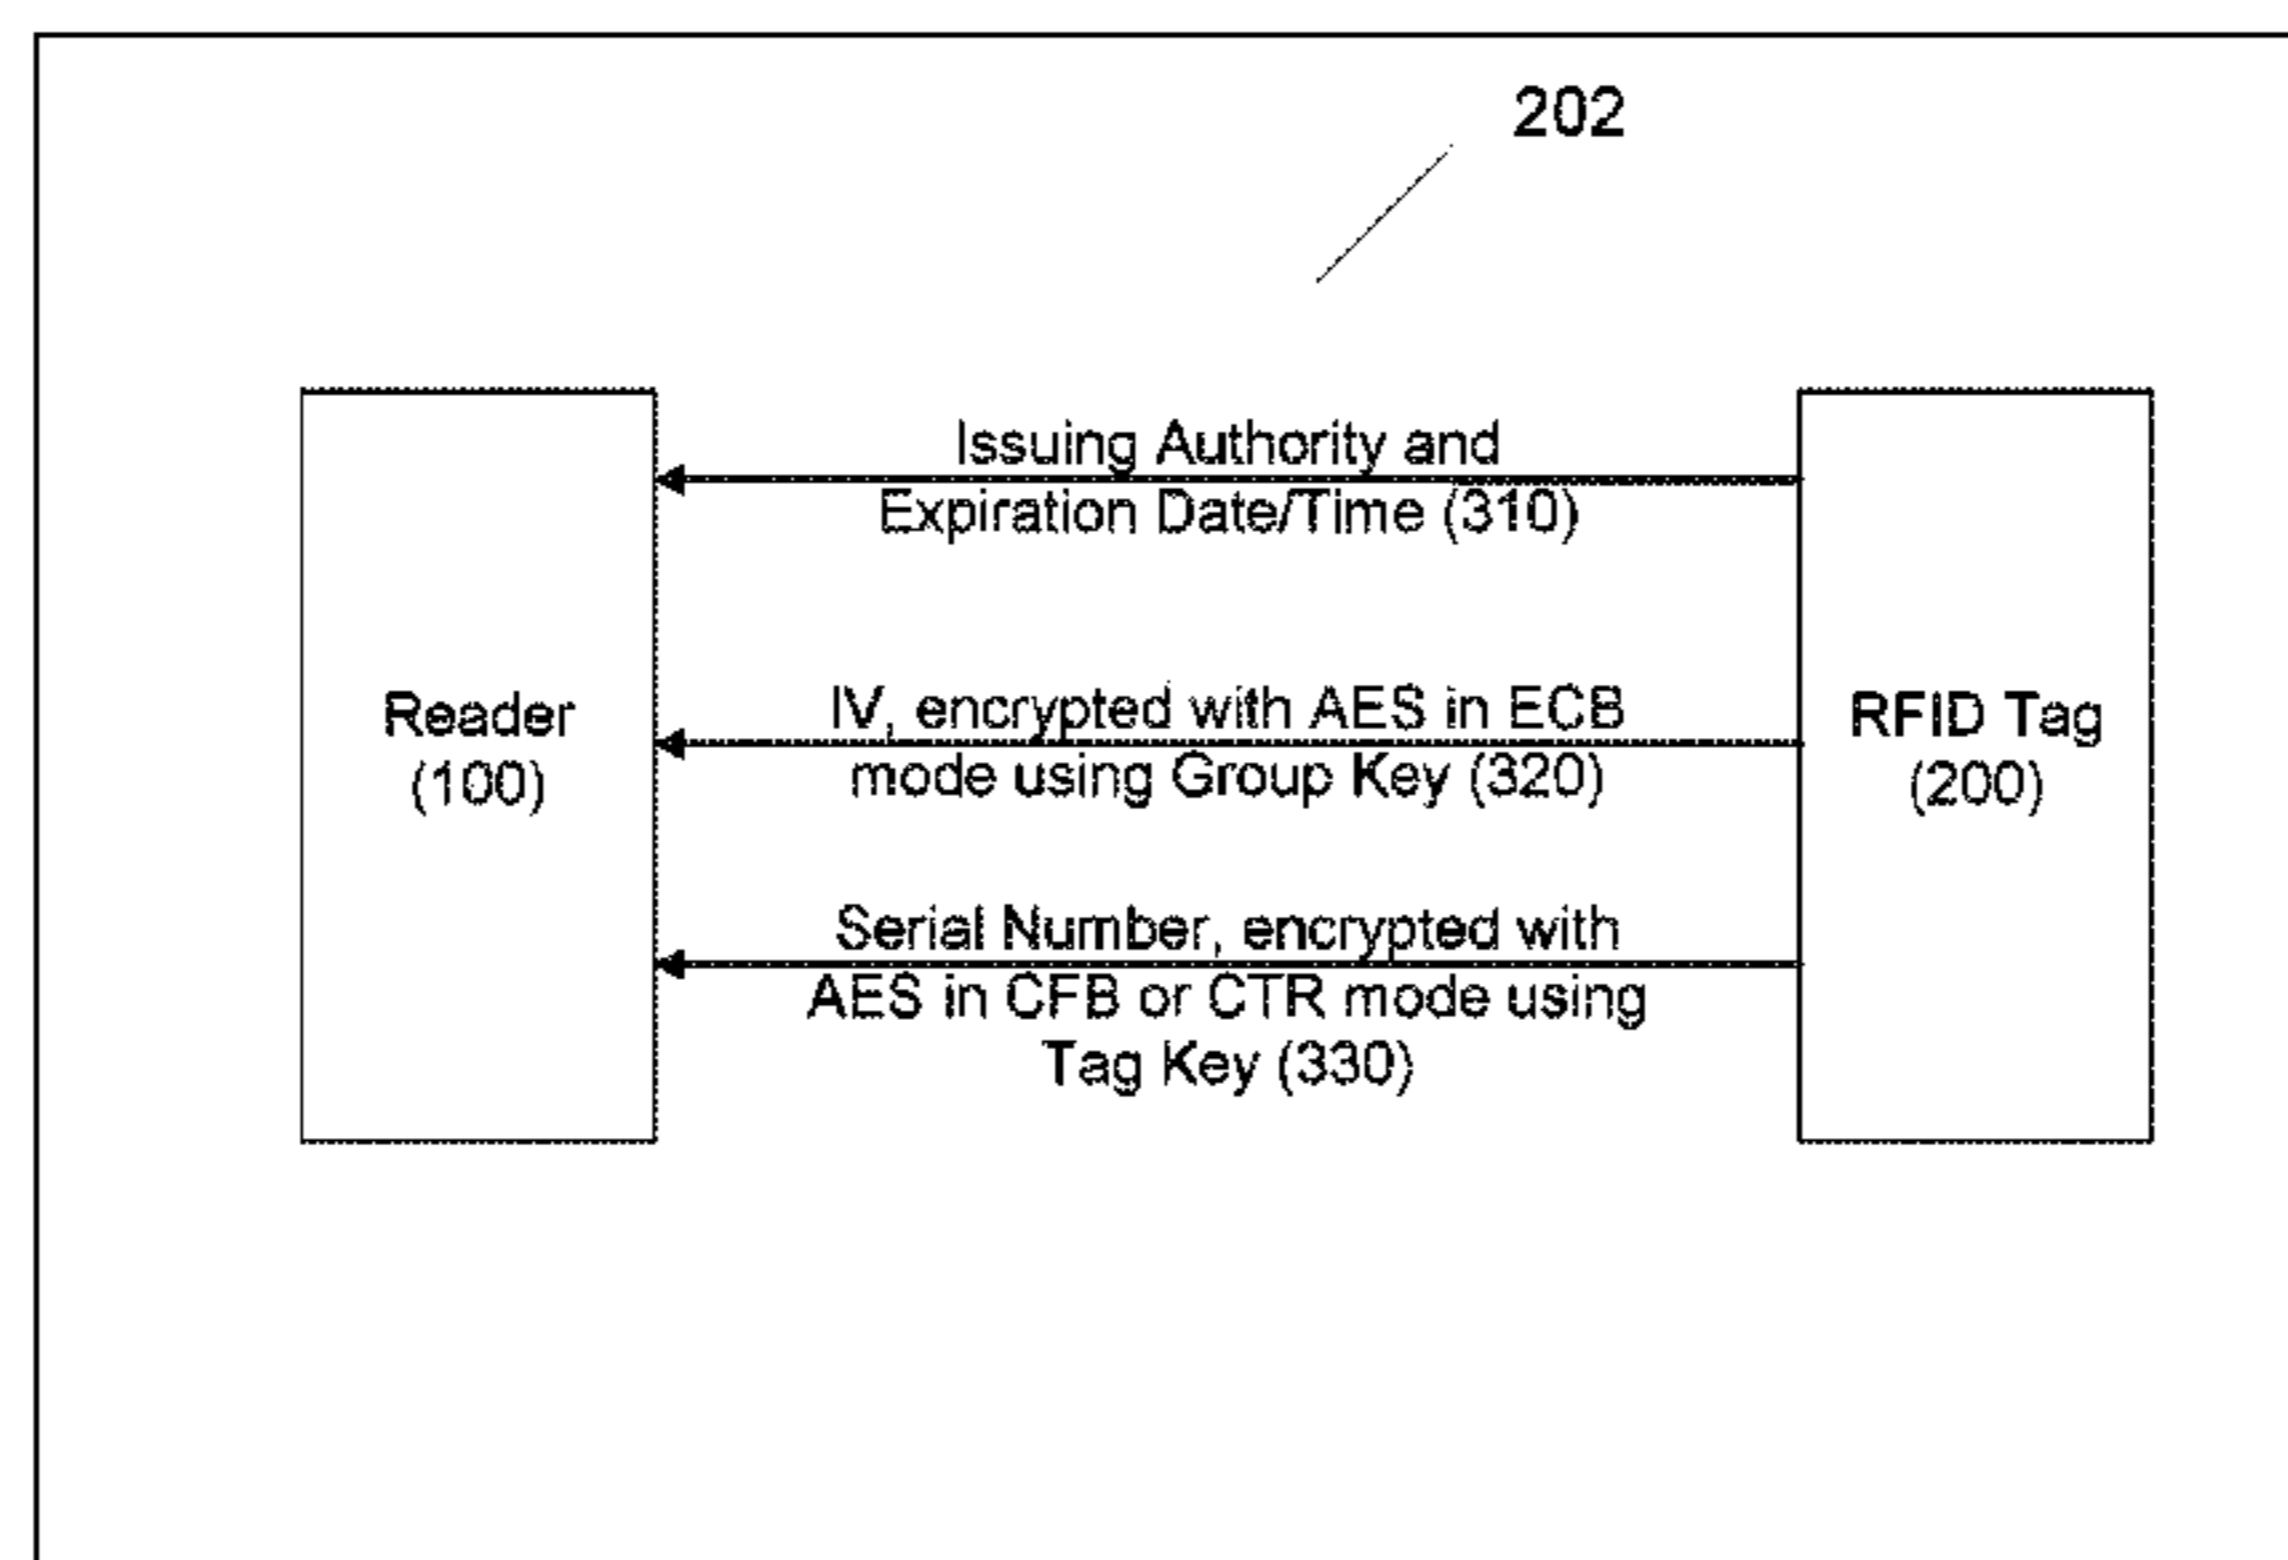 202
Issuing Authority and
Expiration Date/Time (310)
Reader
(100)
IV, encrypted with AES in ECB
mode using Group Key (320)
RFID Tag
(200)
Serial Number, encrypted with
AES in CFB or CTR mode using
Tag Key (330)